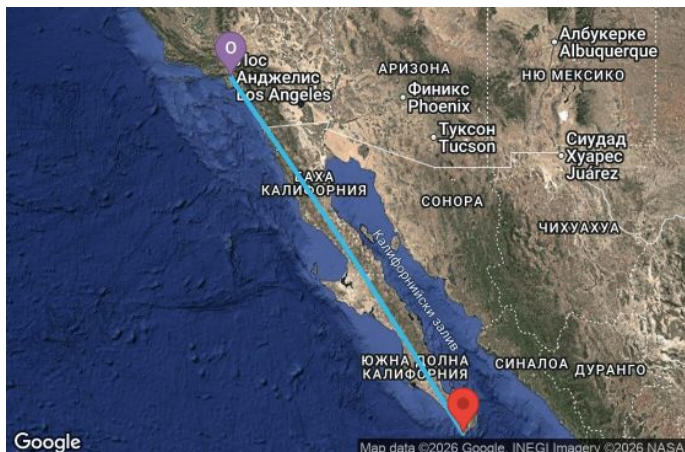 O
Лос
Анджелис
Los Angeles
АРИЗОНА
Финикс
Phoenix
Албукерке
Albuquerque
НЮ МЕКСИКО
Туксон
Tucson
Сиудад
Хуарес
Juárez
БАХА
КАЛИФОРНИЯ
СОНОРА
ЧИХУАХУА
Калифорнийски залив
ЮЖНА ДОЛНА
КАЛИФОРНИЯ
СИНАЛОА
ДУРАНГО
Google
Map data ©2026 Google, INEGI Imagery ©2026 NASA